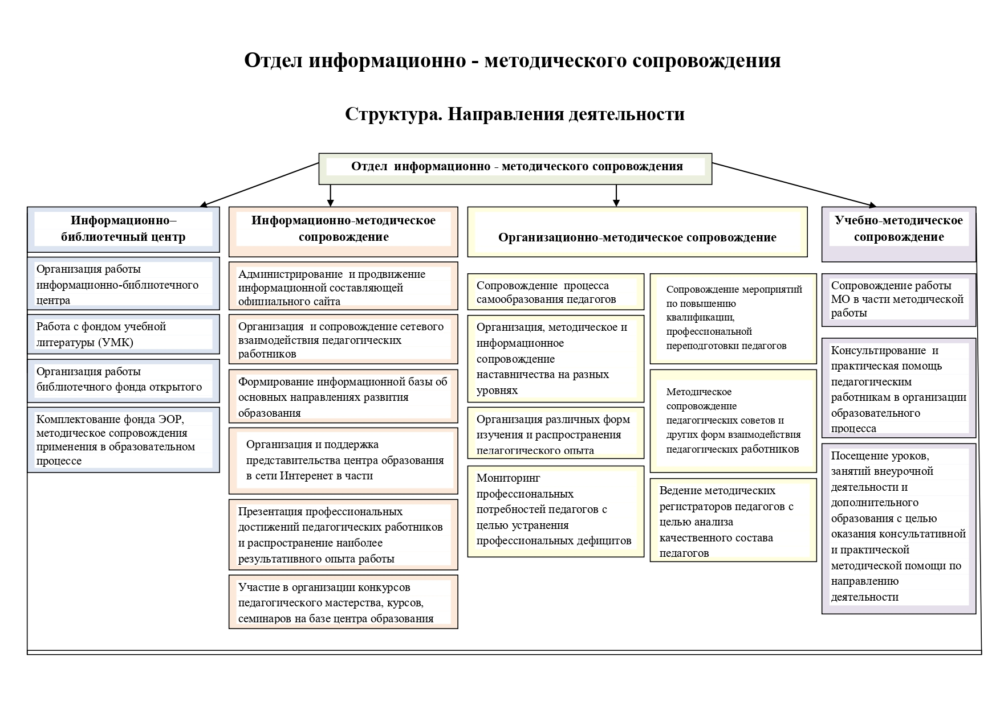 Отдел информационно - методического сопровождения
Структура. Направления деятельности
Отдел  информационно - методического сопровождения
Информационно–
библиотечный центр
Организация работы
информационно-библиотечного
центра
Работа с фондом учебной
литературы (УМК)
Организация работы
библиотечного фонда открытого
Комплектование фонда ЭОР,
методическое сопровождения
применения в образовательном
процессе
Информационно-методическое
сопровождение
Администрирование  и продвижение
информационной составляющей
официального сайта
Организация  и сопровождение сетевого
взаимодействия педагогических
работников
Формирование информационной базы об
основных направлениях развития
образования
Организация и поддержка
представительства центра образования
в сети Интеренет в части
Презентация профессиональных
достижений педагогических работников
и распространение наиболее
результативного опыта работы
Участие в организации конкурсов
педагогического мастерства, курсов,
семинаров на базе центра образования
Организационно-методическое сопровождение
Сопровождение  процесса
самообразования педагогов
Организация, методическое и
информационное
сопровождение
наставничества на разных
уровнях
Организация различных форм
изучения и распространения
педагогического опыта
Мониторинг
профессиональных
потребностей педагогов с
целью устранения
профессиональных дефицитов
Сопровождение мероприятий
по повышению
квалификации,
профессиональной
переподготовки педагогов
Методическое
сопровождение
педагогических советов и
других форм взаимодействия
педагогических работников
Ведение методических
регистраторов педагогов с
целью анализа
качественного состава
педагогов
Учебно-методическое
сопровождение
Сопровождение работы
МО в части методической
работы
Консультирование  и
практическая помощь
педагогическим
работникам в организации
образовательного
процесса
Посещение уроков,
занятий внеурочной
деятельности и
дополнительного
образования с целью
оказания консультативной
и практической
методической помощи по
направлению
деятельности